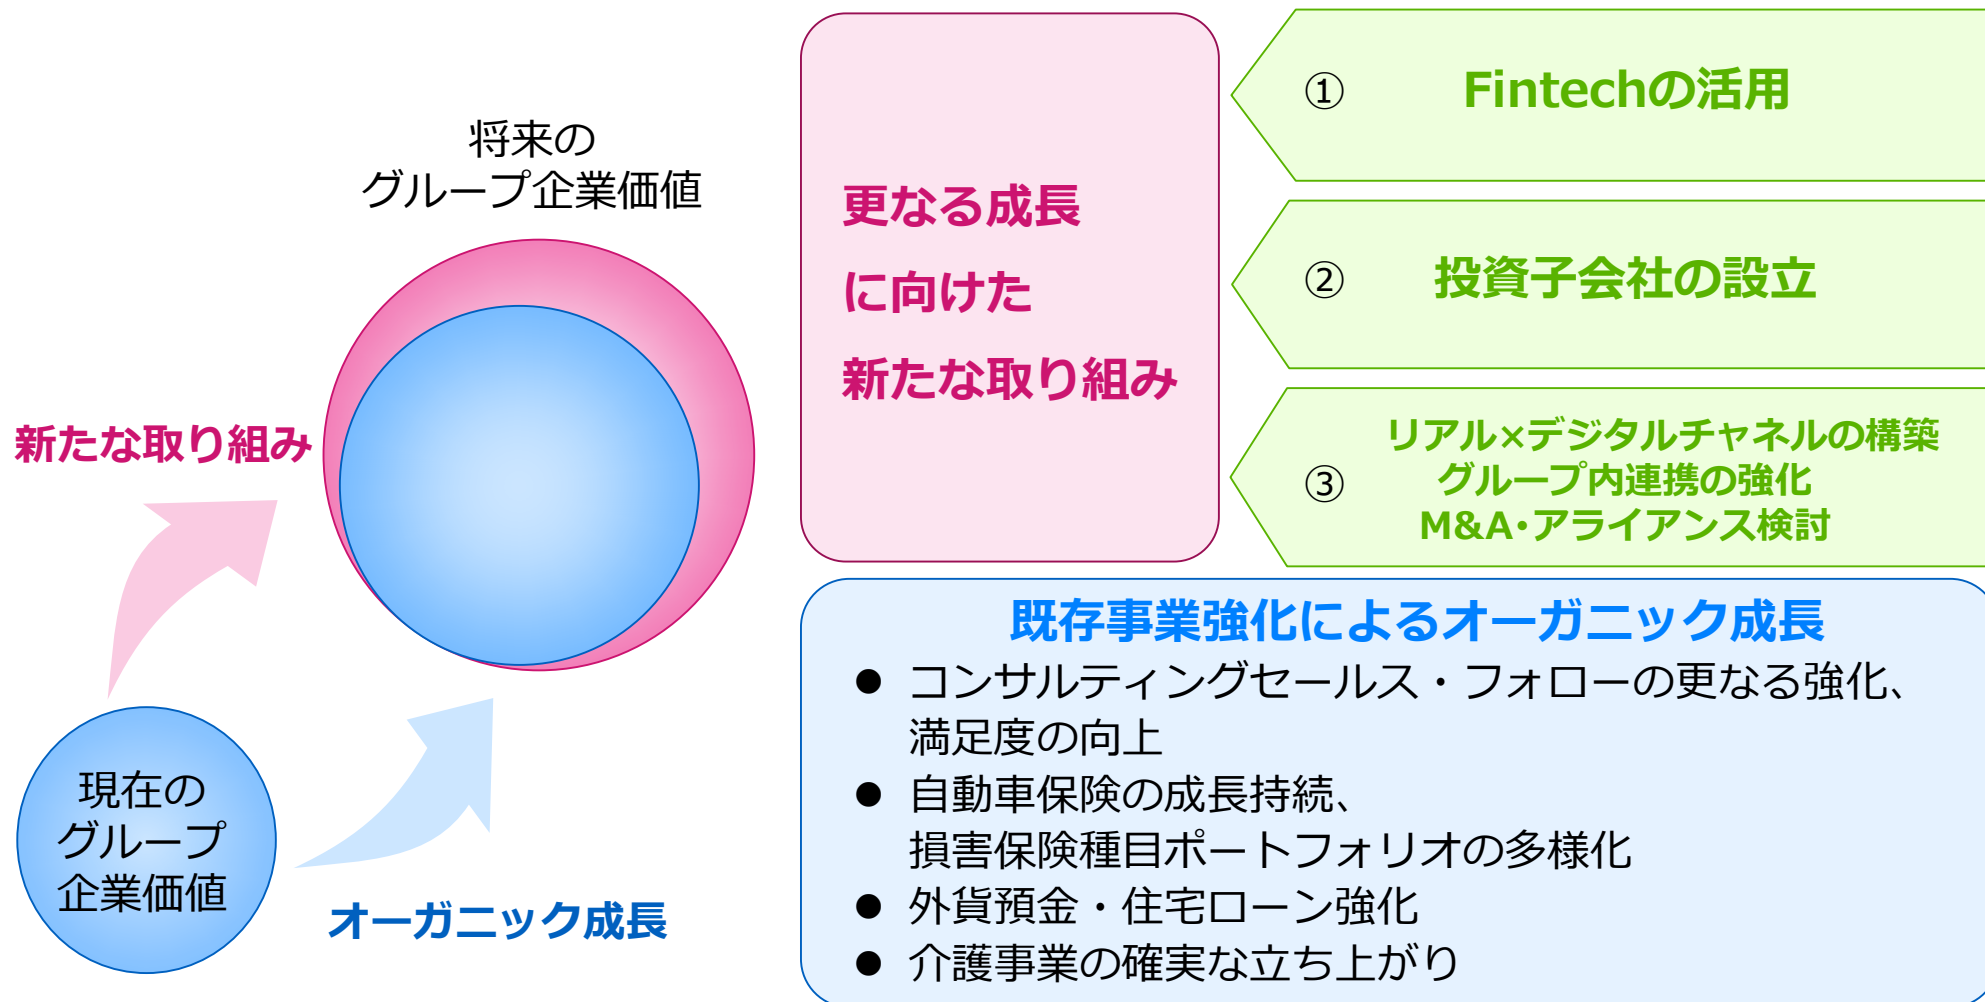 将来の
グループ企業価値
新たな取り組み
現在の
グループ
企業価値
オーガニック成長
更なる成長
に向けた
新たな取り組み
① Fintechの活用
② 投資子会社の設立
③
リアル×デジタルチャネルの構築
グループ内連携の強化
M&A・アライアンス検討
既存事業強化によるオーガニック成長
● コンサルティングセールス・フォローの更なる強化、
満足度の向上
● 自動車保険の成長持続、
損害保険種目ポートフォリオの多様化
● 外貨預金・住宅ローン強化
● 介護事業の確実な立ち上がり